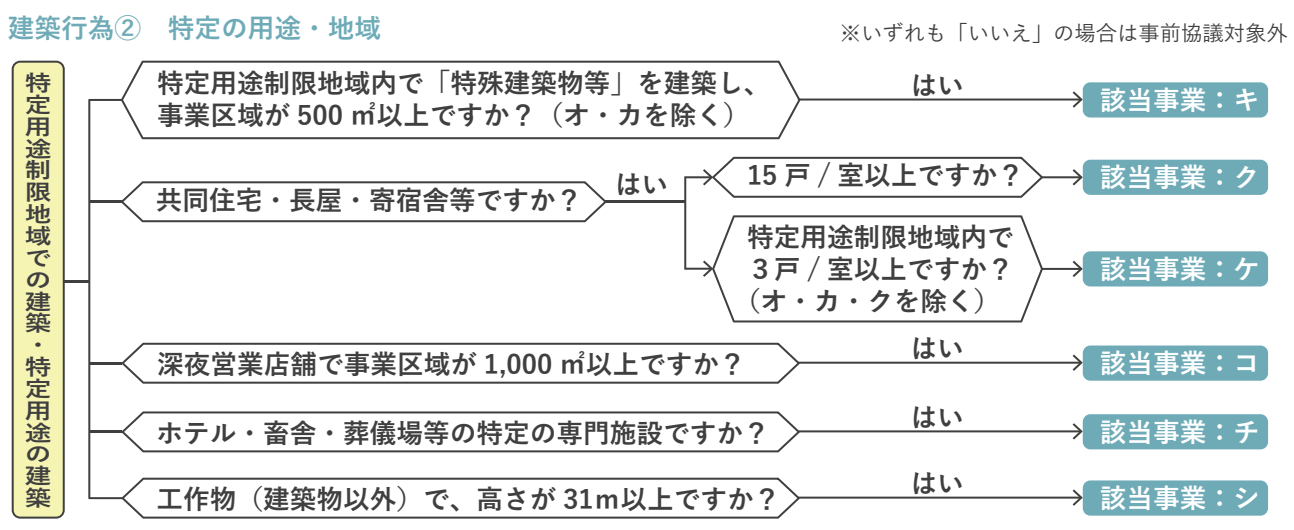 建築行為② 特定の用途・地域
※いずれも「いいえ」の場合は事前協議対象外
特定用途制限地域での建築・特定用途の建築
特定用途制限地域内で「特殊建築物等」を建築し、
事業区域が 500 ㎡以上ですか？（オ・カを除く）
はい
該当事業：キ
共同住宅・長屋・寄宿舎等ですか？
はい
15 戸 / 室以上ですか？
該当事業：ク
特定用途制限地域内で
３戸 / 室以上ですか？
（オ・カ・クを除く）
該当事業：ケ
深夜営業店舗で事業区域が 1,000 ㎡以上ですか？
はい
該当事業：コ
ホテル・畜舎・葬儀場等の特定の専門施設ですか？
はい
該当事業：チ
工作物（建築物以外）で、高さが 31ｍ以上ですか？
はい
該当事業：シ